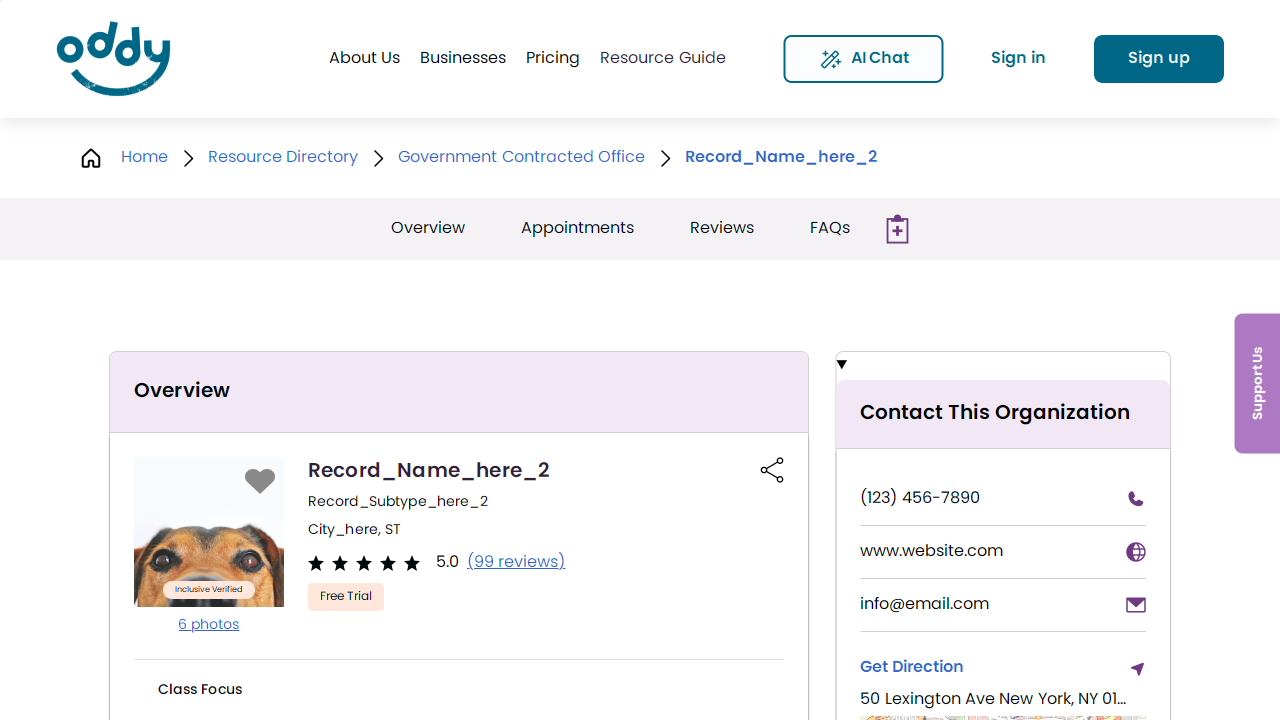 oddy
About Us Businesses Pricing Resource Guide AI Chat Sign in Sign up
Home Resource Directory Government Contracted Office Record_Name_here_2
Overview Appointments Reviews FAQs
Support Us
Overview
Record_Name_here_2
Record_Subtype_here_2
City_here, ST
5.0 (99 reviews)
Inclusive Verified
Free Trial
6 photos
Class Focus
Contact This Organization
(123) 456-7890
www.website.com
info@email.com
Get Direction
50 Lexington Ave New York, NY 01...